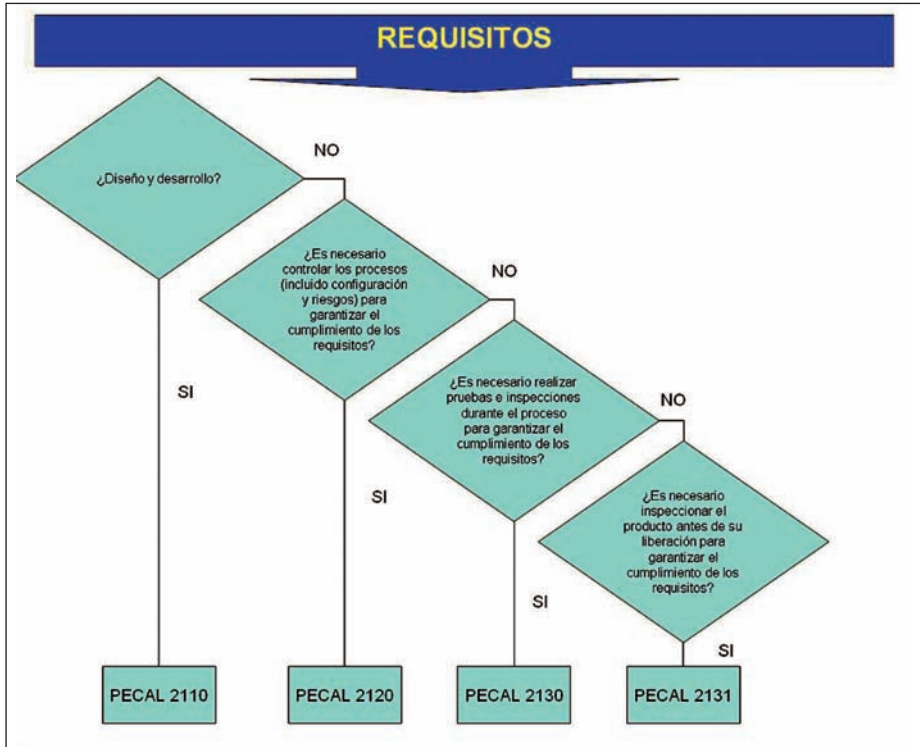 REQUISITOS
NO
¿Diseño y desarrollo?
¿Es necesario
controlar los procesos
(incluido configuración
y riesgos) para
garantizar el
cumplimiento de los
requisitos?
NO
¿Es necesario realizar
pruebas e inspecciones
durante el proceso
para garantizar el
cumplimiento de los
requisitos?
NO
SI
¿Es necesario
inspeccionar el
producto antes de su
liberación para
garantizar el
cumplimiento de los
requisitos?
SI
SI
SI
PECAL 2110
PECAL 2120
PECAL 2130
PECAL 2131